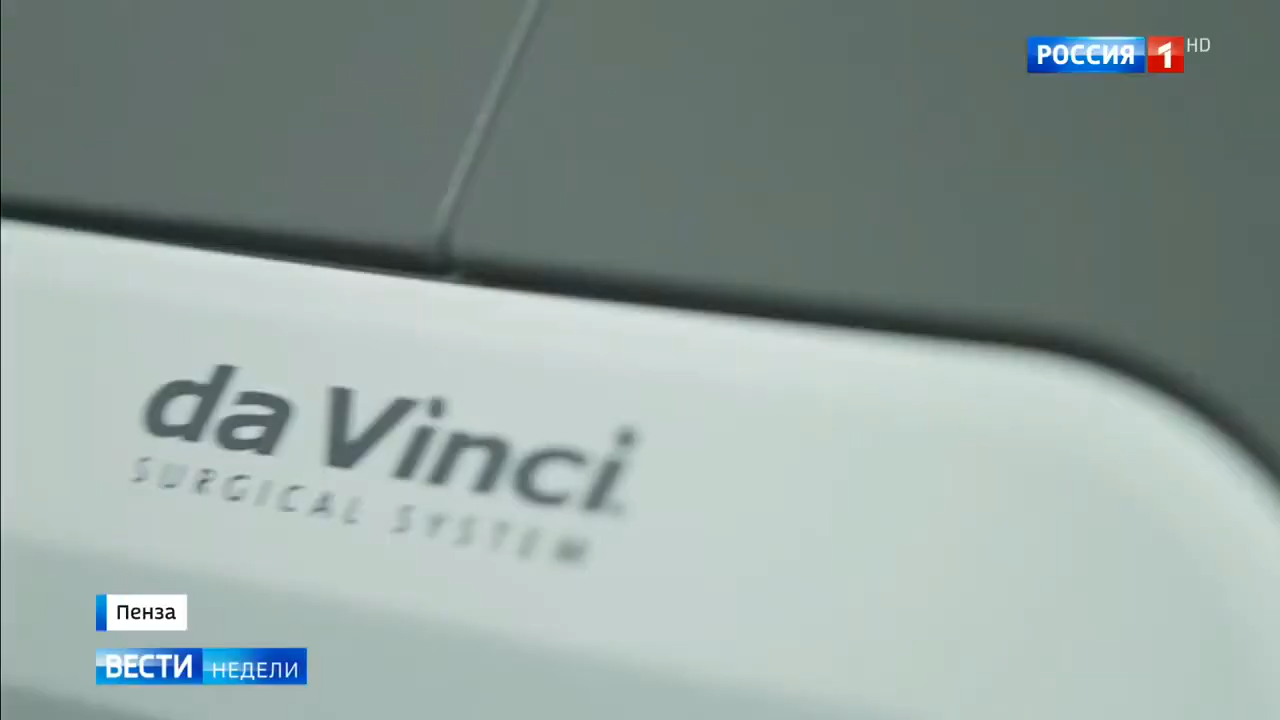 РОССИЯ 1 HD
da Vinci
SURGICAL SYSTEM
Пенза
ВЕСТИ НЕДЕЛИ